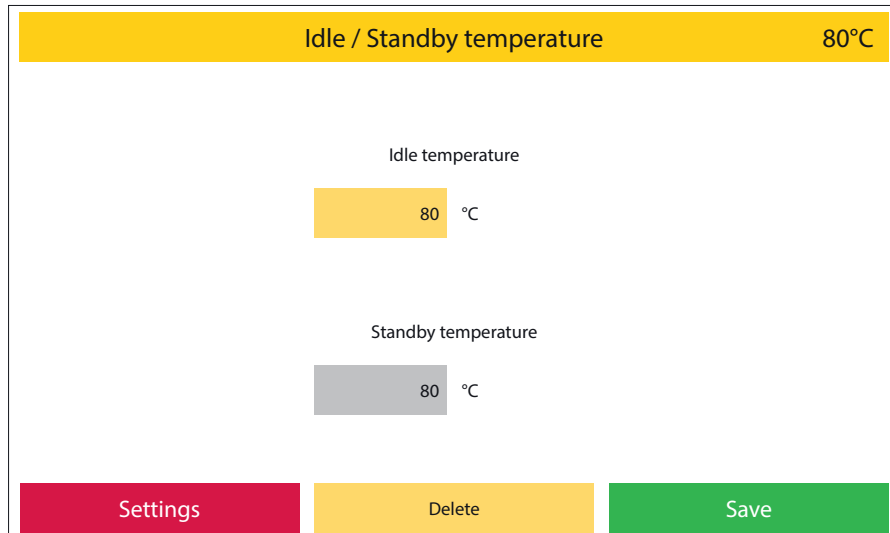 Idle / Standby temperature 80°C
Idle temperature
80 °C
Standby temperature
80 °C
Settings Delete Save